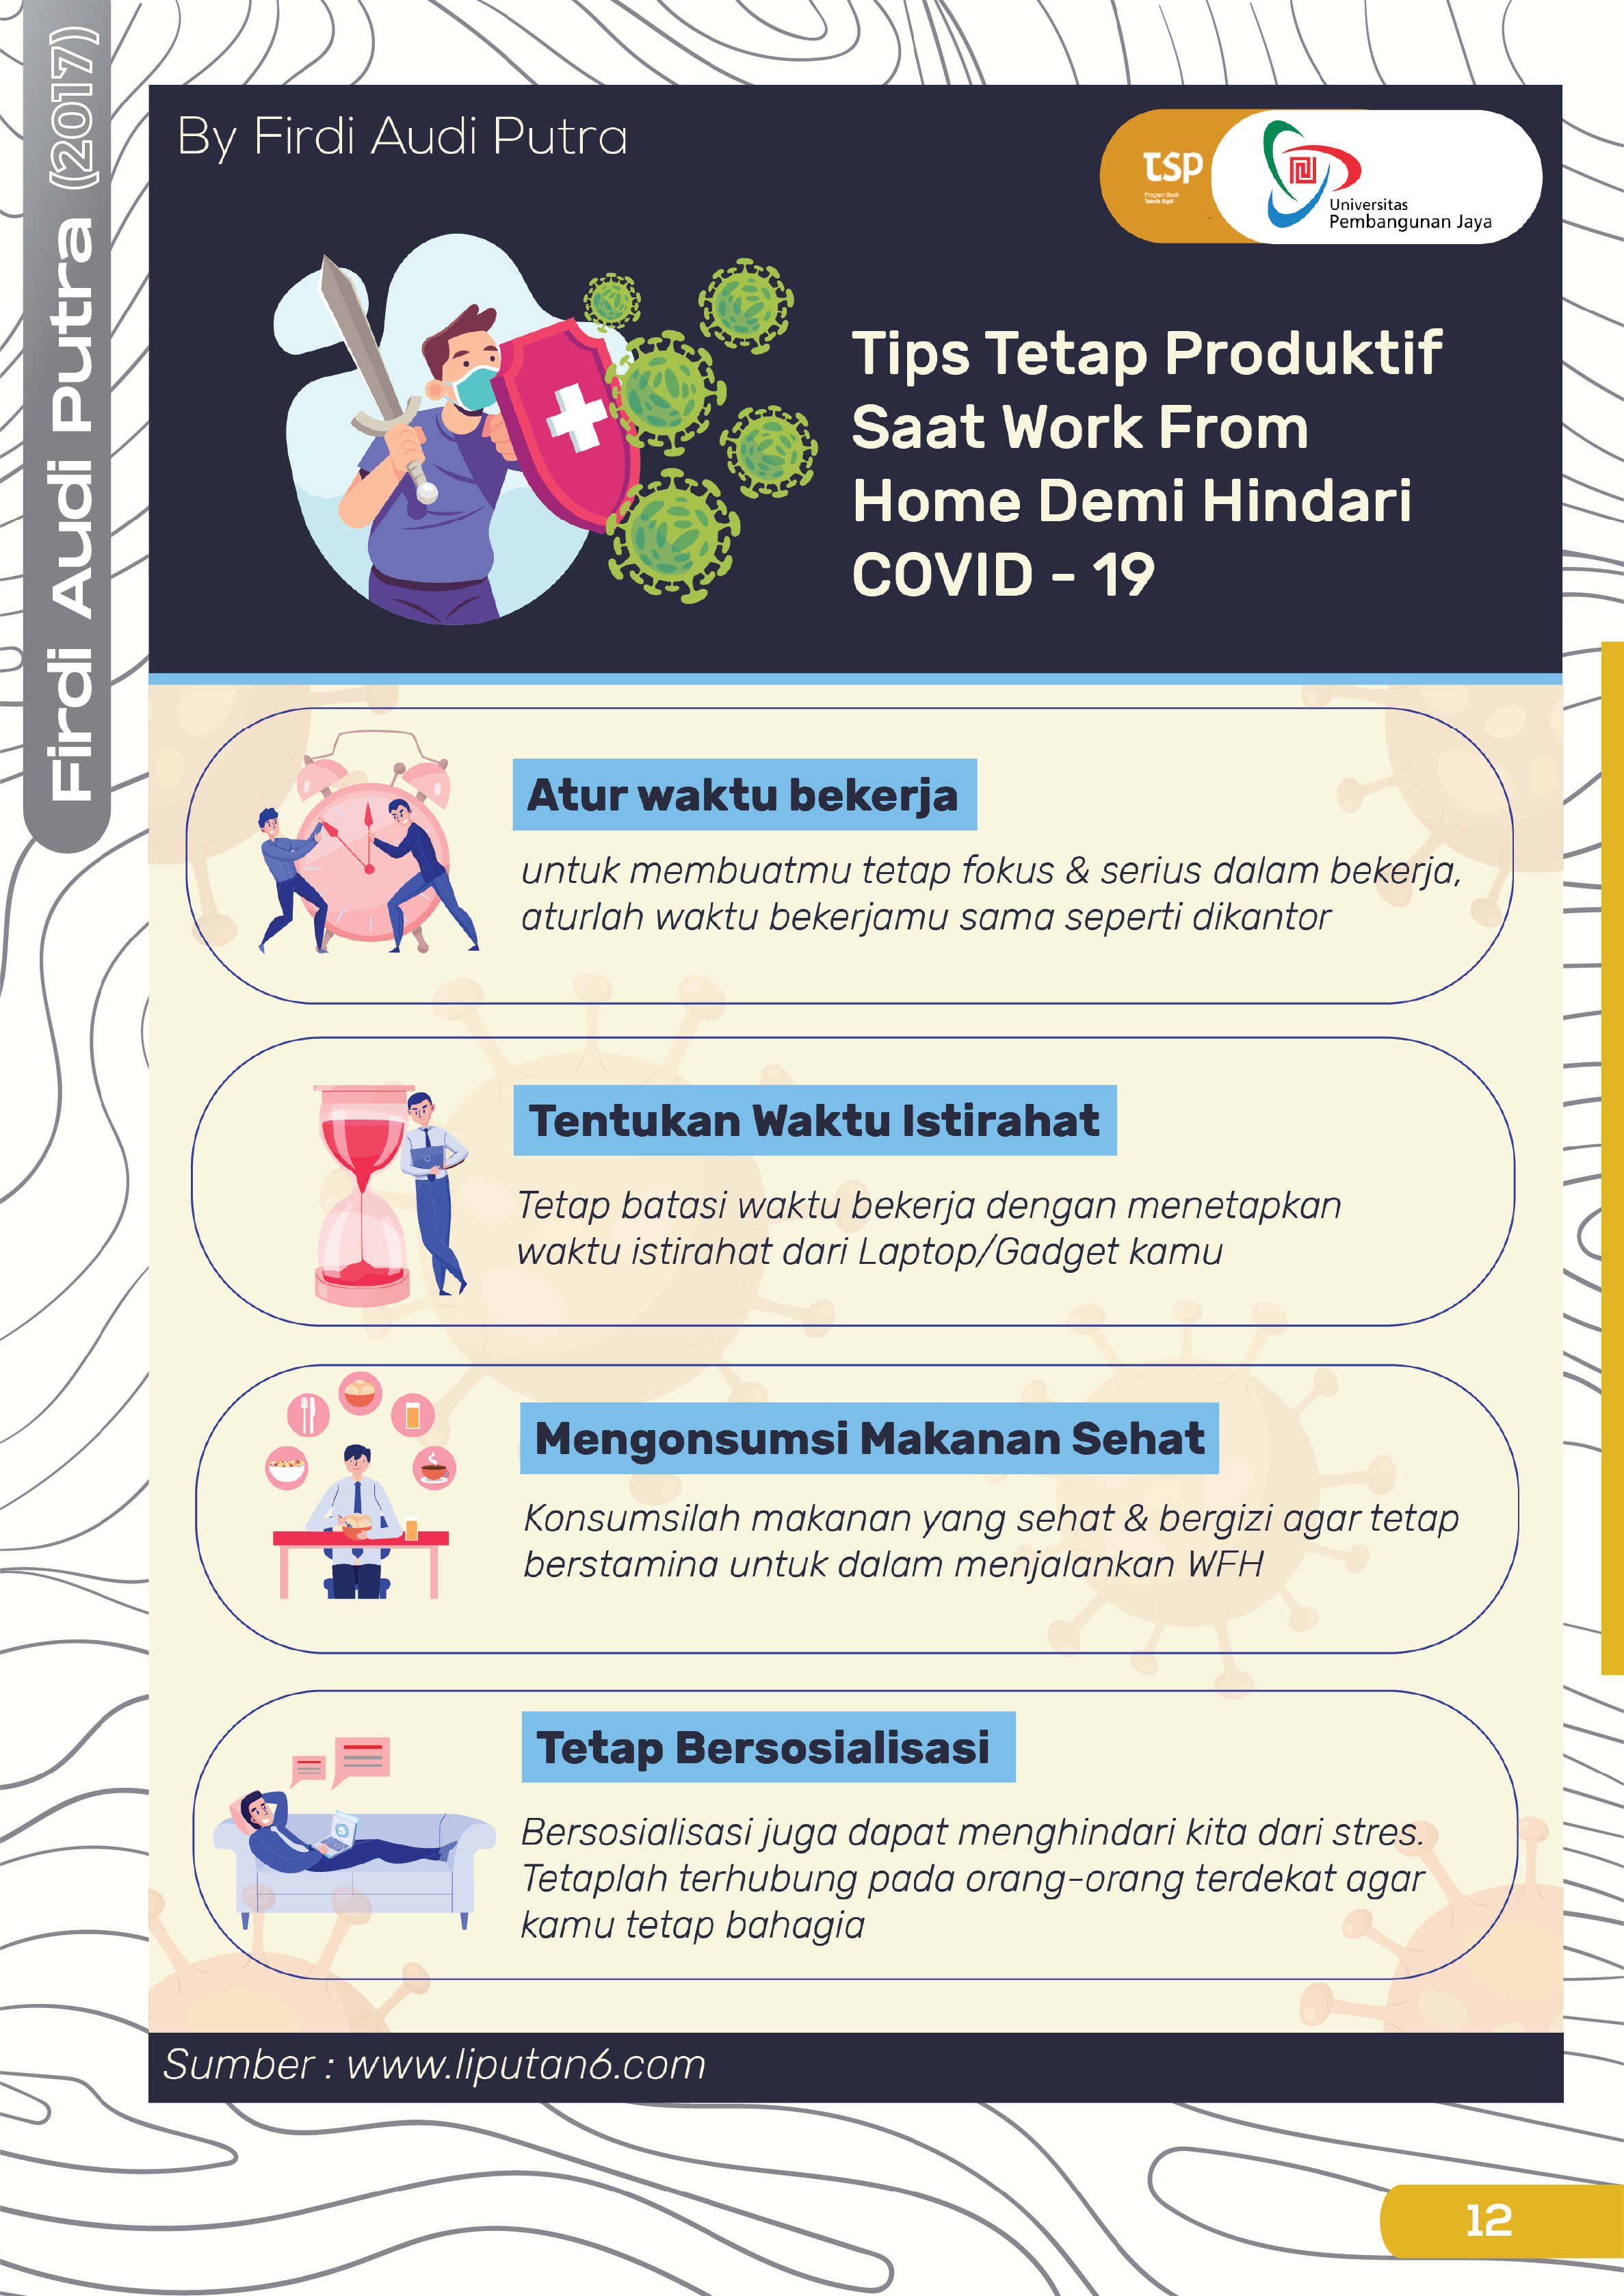 Firdi Audi Putra (2017)
By Firdi Audi Putra
tsp
Program Studi
Teknik Sipil
Universitas
Pembangunan Jaya
Tips Tetap Produktif
Saat Work From
Home Demi Hindari
COVID - 19
Atur waktu bekerja
untuk membuatmu tetap fokus & serius dalam bekerja,
aturlah waktu bekerjamu sama seperti dikantor
Tentukan Waktu Istirahat
Tetap batasi waktu bekerja dengan menetapkan
waktu istirahat dari Laptop/Gadget kamu
Mengonsumsi Makanan Sehat
Konsumsilah makanan yang sehat & bergizi agar tetap
berstamina untuk dalam menjalankan WFH
Tetap Bersosialisasi
Bersosialisasi juga dapat menghindari kita dari stres.
Tetaplah terhubung pada orang-orang terdekat agar
kamu tetap bahagia
Sumber : www.liputan6.com
12